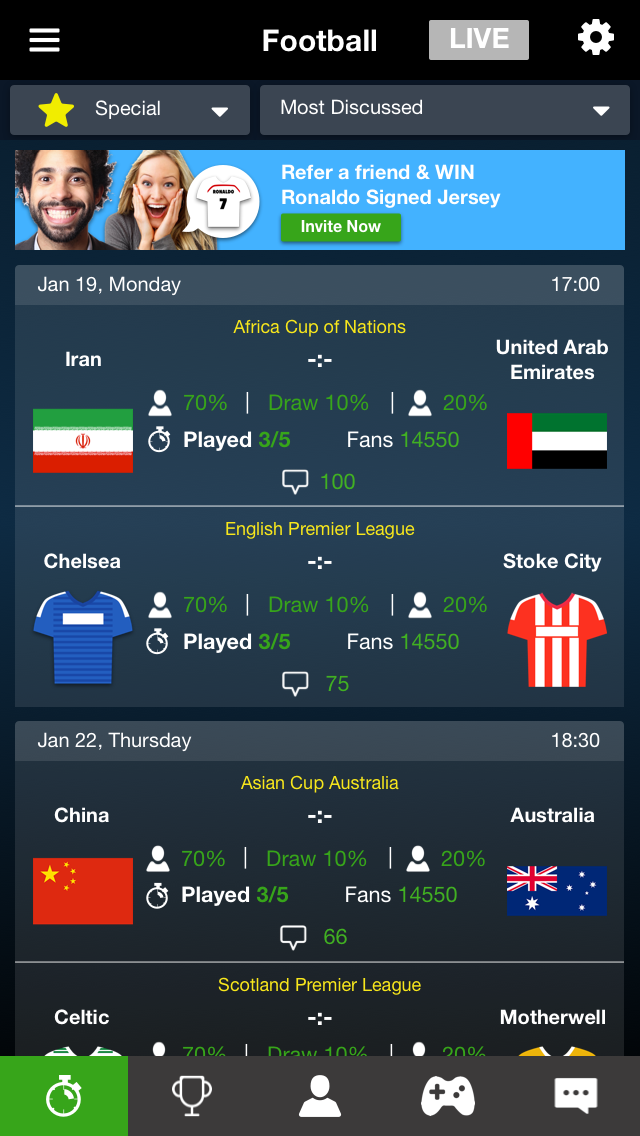 Football
LIVE
Special
Most Discussed
Refer a friend & WIN
Ronaldo Signed Jersey
Invite Now
RONALDO
7
Jan 19, Monday
17:00
Africa Cup of Nations
Iran
-:-
United Arab
Emirates
70% | Draw 10% | 20%
Played 3/5 Fans 14550
100
English Premier League
Chelsea
-:-
Stoke City
70% | Draw 10% | 20%
Played 3/5 Fans 14550
75
Jan 22, Thursday
18:30
Asian Cup Australia
China
-:-
Australia
70% | Draw 10% | 20%
Played 3/5 Fans 14550
66
Scotland Premier League
Celtic
-:-
Motherwell
70% | Draw 10% | 20%